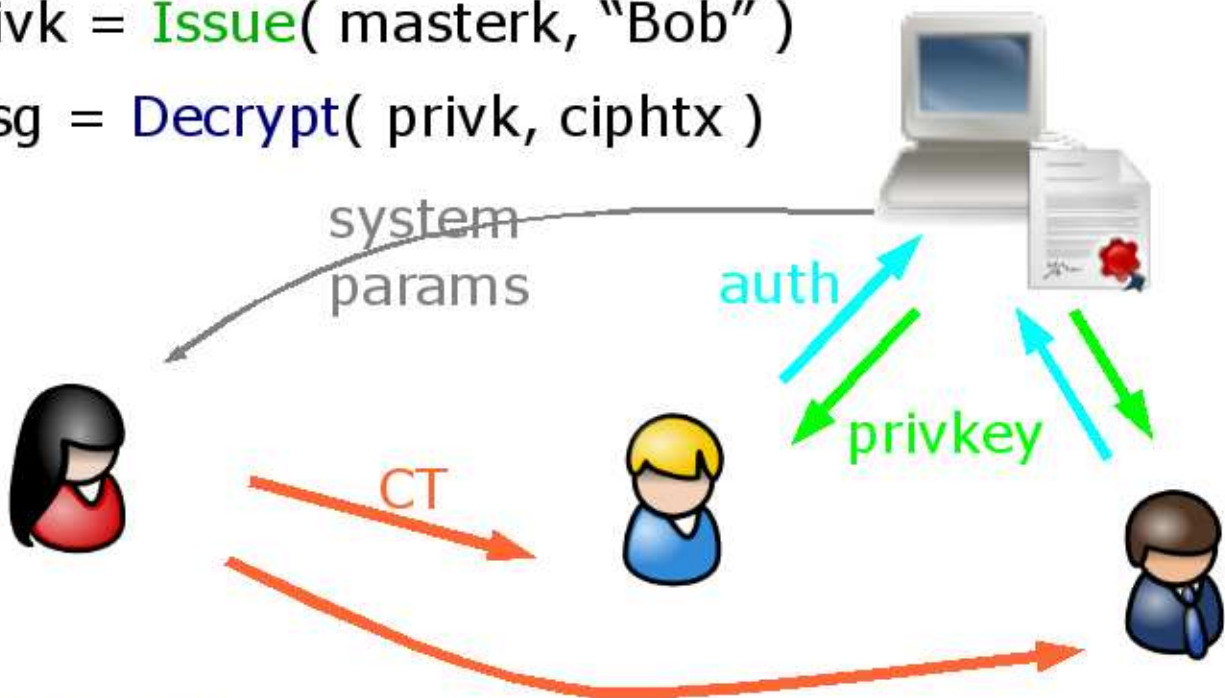 ivk = Issue( masterk, “Bob” )
sg = Decrypt( privk, ciphtx )
system
params
auth
privkey
CT